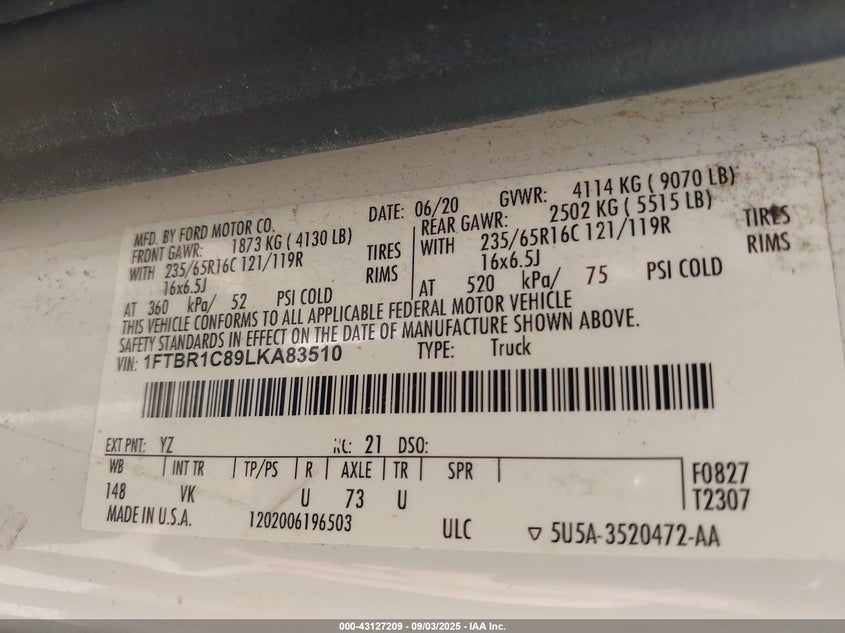 MFD. BY FORD MOTOR CO. DATE: 06/20 GVWR: 4114 KG ( 9070 LB)
FRONT GAWR: 1873 KG ( 4130 LB) REAR GAWR: 2502 KG ( 5515 LB)
WITH 235/65R16C 121/119R TIRES WITH 235/65R16C 121/119R TIRES
16x6.5J RIMS 16x6.5J RIMS
AT 360 kPa/ 52 PSI COLD AT 520 kPa/ 75 PSI COLD
THIS VEHICLE CONFORMS TO ALL APPLICABLE FEDERAL MOTOR VEHICLE
SAFETY STANDARDS IN EFFECT ON THE DATE OF MANUFACTURE SHOWN ABOVE.
VIN: 1FTBR1C89LKA83510 TYPE: Truck
EXT PNT: YZ RC: 21 DSO:
WB INT TR TP/PS R AXLE TR SPR F0827
148 VK U 73 U T2307
MADE IN U.S.A. 1202006196503 ULC ▽ 5U5A-3520472-AA
000-43127209 - 09/03/2025 - IAA Inc.